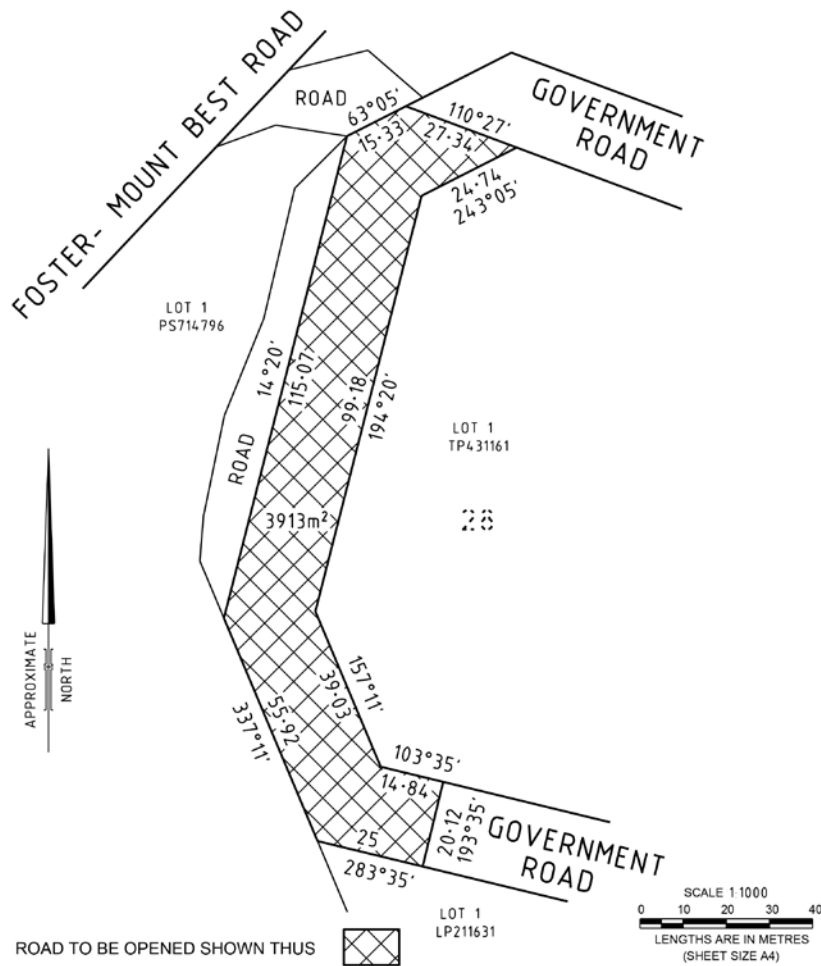 FOSTER- MOUNT BEST ROAD
ROAD
63°05′
15·33
110°27′
27·34
GOVERNMENT
ROAD
24·74
243°05′
LOT 1
PS714796
14°20′
115·07
99·18
194°20′
ROAD
LOT 1
TP431161
28
3913m²
APPROXIMATE
NORTH
157°11′
39·03
55·92
337°11′
103°35′
14·84
20·12
193°35′
GOVERNMENT
ROAD
25
283°35′
LOT 1
LP211631
SCALE 1:1000
0 10 20 30 40
LENGTHS ARE IN METRES
(SHEET SIZE A4)
ROAD TO BE OPENED SHOWN THUS